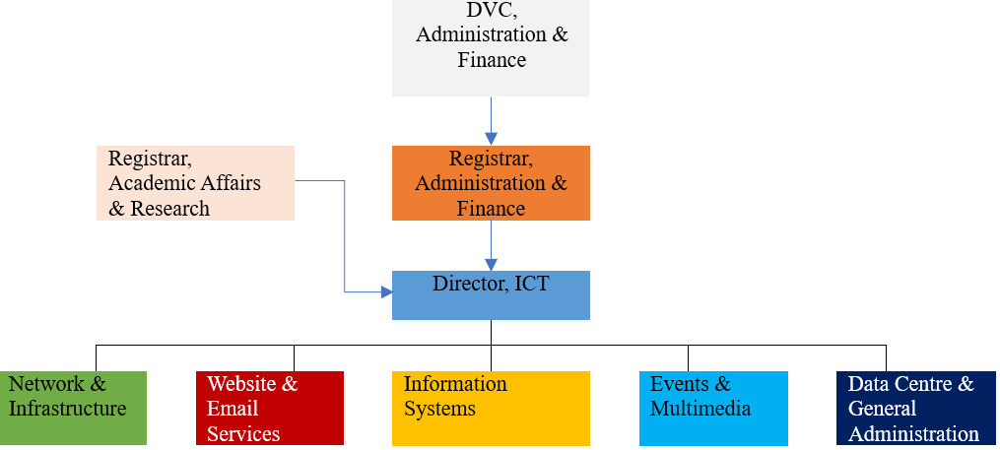 DVC,
Administration &
Finance
Registrar,
Academic Affairs
& Research
Registrar,
Administration &
Finance
Director, ICT
Network &
Infrastructure
Website &
Email
Services
Information
Systems
Events &
Multimedia
Data Centre &
General
Administration